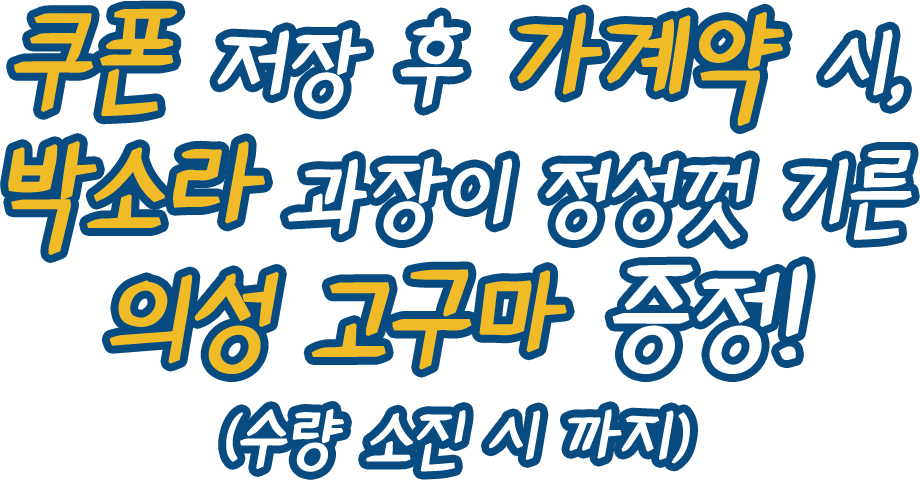 쿠폰 저장 후 가계약 시,
박소라 과장이 정성껏 기른
의성 고구마 증정!
(수량 소진 시 까지)